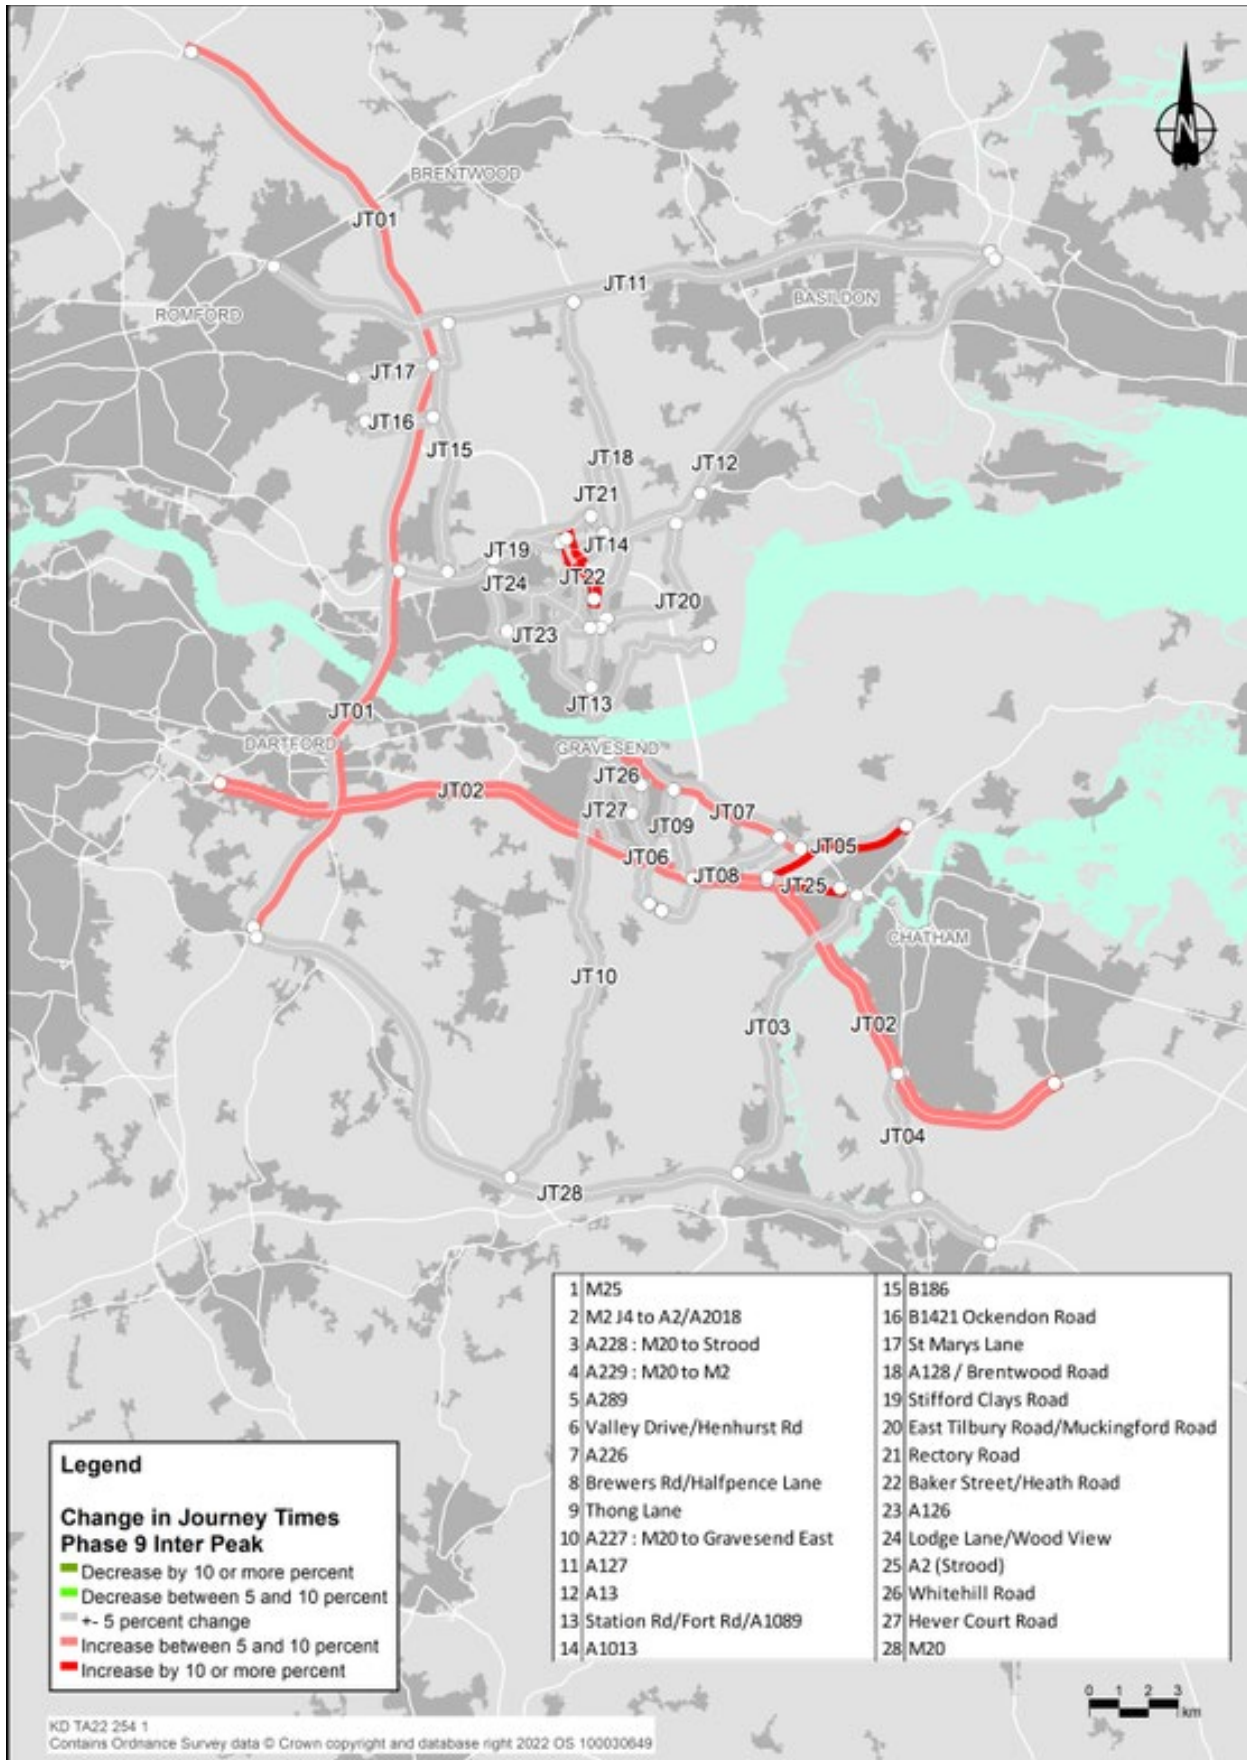 N
BRENTWOOD
JT01
JT11
BASILDON
ROMFORD
JT17
JT16
JT15
JT18
JT12
JT21
JT19
JT14
JT22
JT24
JT20
JT23
JT13
JT01
DARTFORD
GRAVESEND
JT26
JT02
JT27
JT09
JT07
JT06
JT05
JT08
JT25
CHATHAM
JT10
JT03
JT02
JT04
JT28
1 M25
2 M2 J4 to A2/A2018
3 A228 : M20 to Strood
4 A229 : M20 to M2
5 A289
6 Valley Drive/Henhurst Rd
7 A226
8 Brewers Rd/Halfpence Lane
9 Thong Lane
10 A227 : M20 to Gravesend East
11 A127
12 A13
13 Station Rd/Fort Rd/A1089
14 A1013
15 B186
16 B1421 Ockendon Road
17 St Marys Lane
18 A128 / Brentwood Road
19 Stifford Clays Road
20 East Tilbury Road/Muckingford Road
21 Rectory Road
22 Baker Street/Heath Road
23 A126
24 Lodge Lane/Wood View
25 A2 (Strood)
26 Whitehill Road
27 Hever Court Road
28 M20
Legend
Change in Journey Times
Phase 9 Inter Peak
Decrease by 10 or more percent
Decrease between 5 and 10 percent
+- 5 percent change
Increase between 5 and 10 percent
Increase by 10 or more percent
0 1 2 3
km
KD TA22 254 1
Contains Ordnance Survey data © Crown copyright and database right 2022 OS 100030649